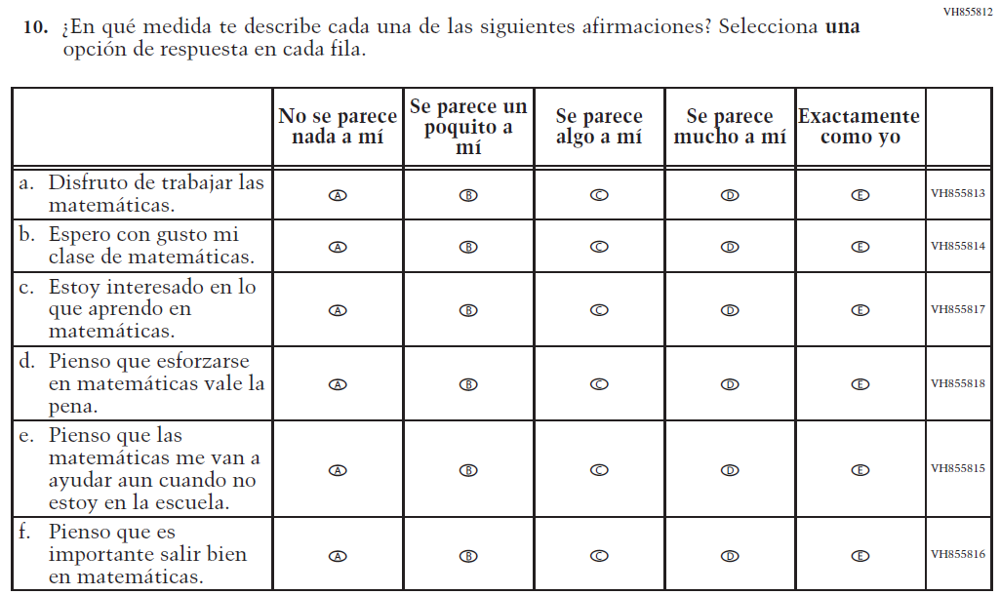 VH855812
10. ¿En qué medida te describe cada una de las siguientes afirmaciones? Selecciona una
opción de respuesta en cada fila.
No se parece
nada a mí
Se parece un
poquito a
mí
Se parece
algo a mí
Se parece
mucho a mí
Exactamente
como yo
a. Disfruto de trabajar las
matemáticas.
A B C D E VH855813
b. Espero con gusto mi
clase de matemáticas.
A B C D E VH855814
c. Estoy interesado en lo
que aprendo en
matemáticas.
A B C D E VH855817
d. Pienso que esforzarse
en matemáticas vale la
pena.
A B C D E VH855818
e. Pienso que las
matemáticas me van a
ayudar aun cuando no
estoy en la escuela.
A B C D E VH855815
f. Pienso que es
importante salir bien
en matemáticas.
A B C D E VH855816